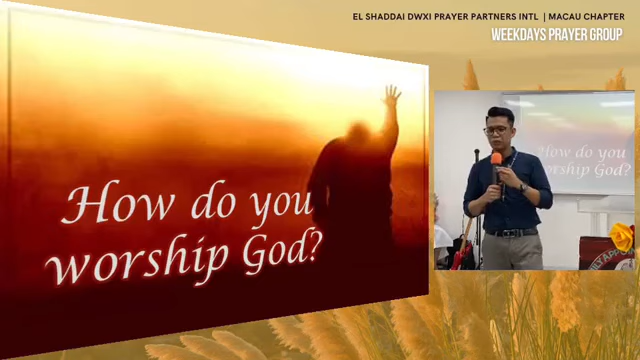 EL SHADDAI DWXI PRAYER PARTNERS INTL | MACAU CHAPTER
WEEKDAYS PRAYER GROUP
How do you
worship God?
How do you
worship God?